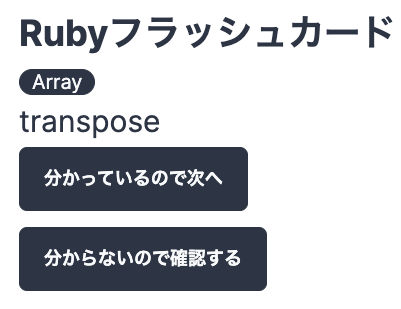 Rubyフラッシュカード
Array
transpose
分かっているので次へ
分からないので確認する